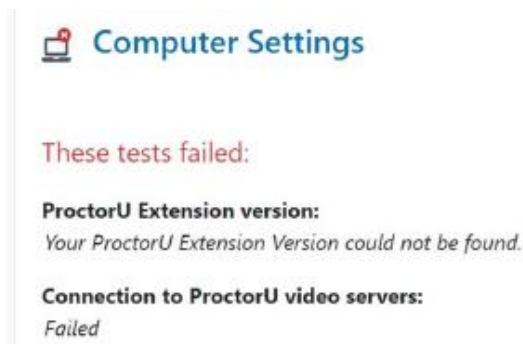 Computer Settings
These tests failed:
ProctorU Extension version:
Your ProctorU Extension Version could not be found.
Connection to ProctorU video servers:
Failed